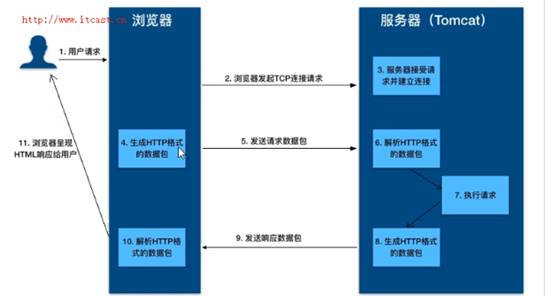 http://www.itcast.cn
浏览器
服务器（Tomcat）
1. 用户请求
2. 浏览器发起TCP连接请求
3. 服务器接受请
求并建立连接
4. 生成HTTP格式
的数据包
5. 发送请求数据包
6. 解析HTTP格式
的数据包
7. 执行请求
8. 生成HTTP格式
的数据包
9. 发送响应数据包
10. 解析HTTP格
式的数据包
11. 浏览器呈现
HTML响应给用户